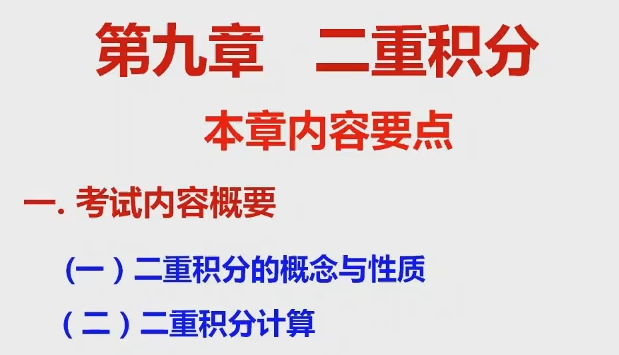 第九章 二重积分
本章内容要点
一. 考试内容概要
(一）二重积分的概念与性质
(二）二重积分计算